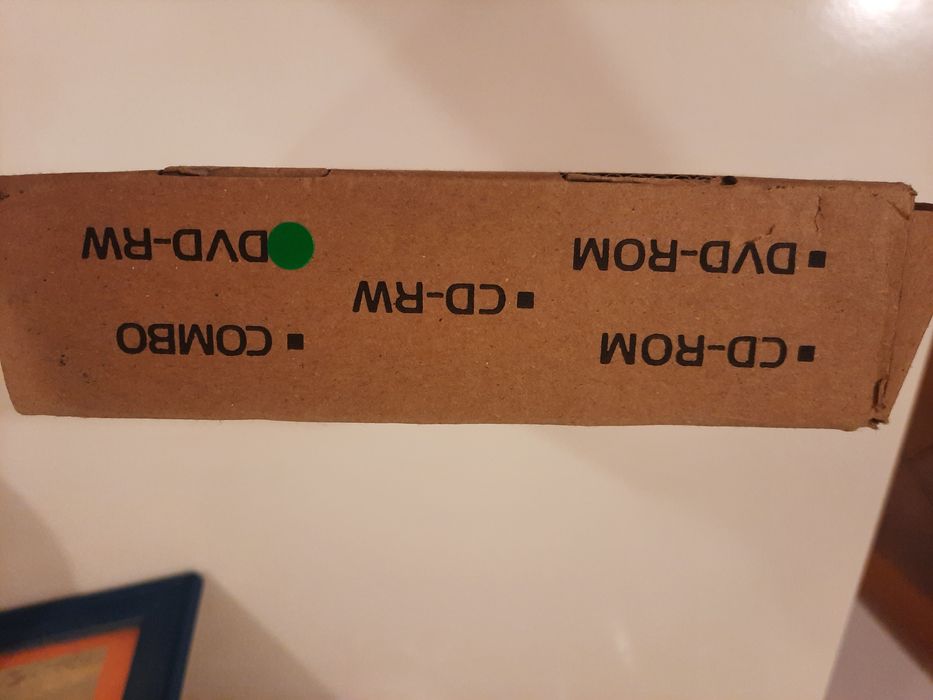 ▪ CD-ROM
▪ COMBO
▪ CD-RW
▪ DVD-ROM
DVD-RW